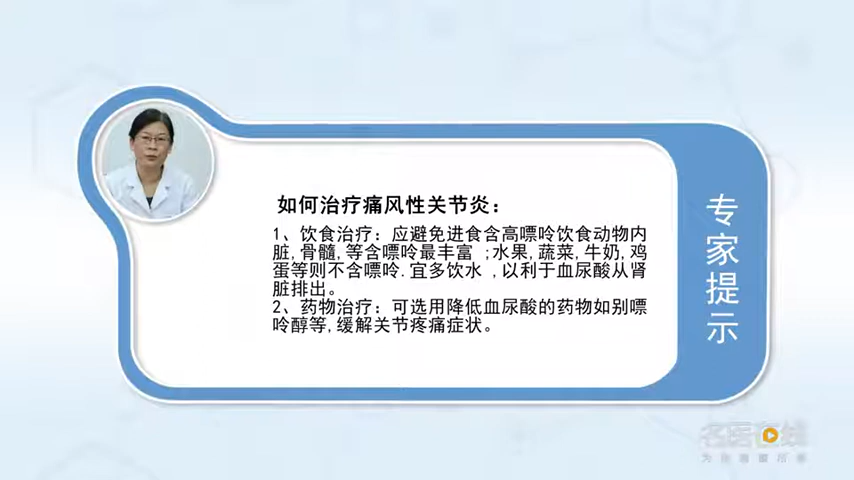 如何治疗痛风性关节炎：
1、饮食治疗：应避免进食含高嘌呤饮食动物内
脏,骨髓,等含嘌呤最丰富 ;水果,蔬菜,牛奶,鸡
蛋等则不含嘌呤.宜多饮水 ,以利于血尿酸从肾
脏排出。
2、药物治疗：可选用降低血尿酸的药物如别嘌
呤醇等,缓解关节疼痛症状。
专家提示
名医在线